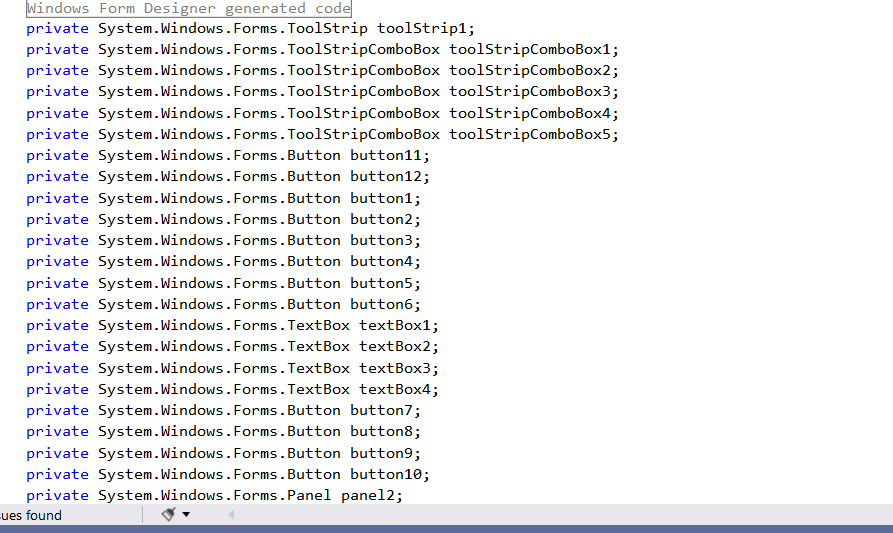 Windows Form Designer generated code
private System.Windows.Forms.ToolStrip toolStrip1;
private System.Windows.Forms.ToolStripComboBox toolStripComboBox1;
private System.Windows.Forms.ToolStripComboBox toolStripComboBox2;
private System.Windows.Forms.ToolStripComboBox toolStripComboBox3;
private System.Windows.Forms.ToolStripComboBox toolStripComboBox4;
private System.Windows.Forms.ToolStripComboBox toolStripComboBox5;
private System.Windows.Forms.Button button11;
private System.Windows.Forms.Button button12;
private System.Windows.Forms.Button button1;
private System.Windows.Forms.Button button2;
private System.Windows.Forms.Button button3;
private System.Windows.Forms.Button button4;
private System.Windows.Forms.Button button5;
private System.Windows.Forms.Button button6;
private System.Windows.Forms.TextBox textBox1;
private System.Windows.Forms.TextBox textBox2;
private System.Windows.Forms.TextBox textBox3;
private System.Windows.Forms.TextBox textBox4;
private System.Windows.Forms.Button button7;
private System.Windows.Forms.Button button8;
private System.Windows.Forms.Button button9;
private System.Windows.Forms.Button button10;
private System.Windows.Forms.Panel panel2;
ues found